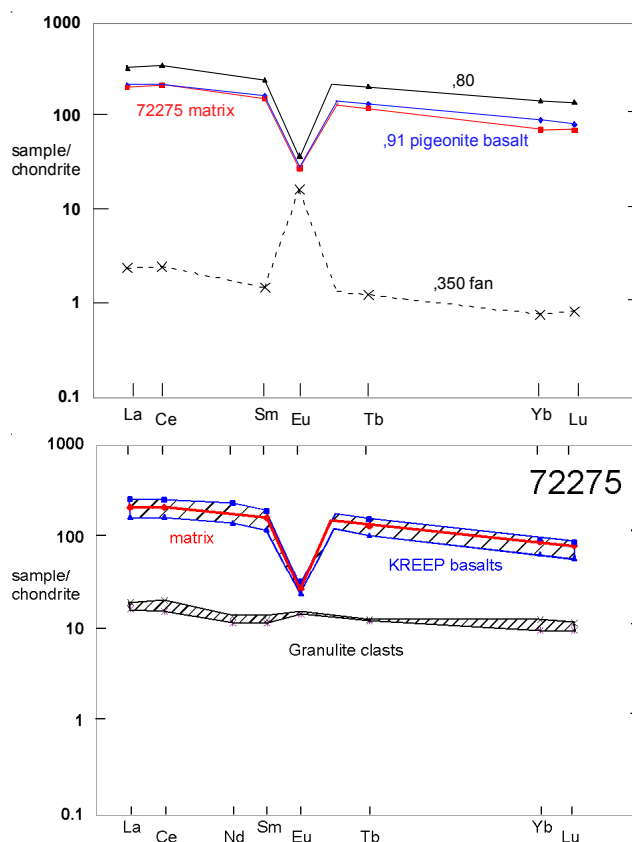 1000
,80
100
72275 matrix
,91 pigeonite basalt
sample/
chondrite
10
,350 fan
1
0.1
La Ce Sm Eu Tb Yb Lu
1000
72275
100
matrix
KREEP basalts
sample/
chondrite
10
Granulite clasts
1
0.1
La Ce Nd Sm Eu Tb Yb Lu